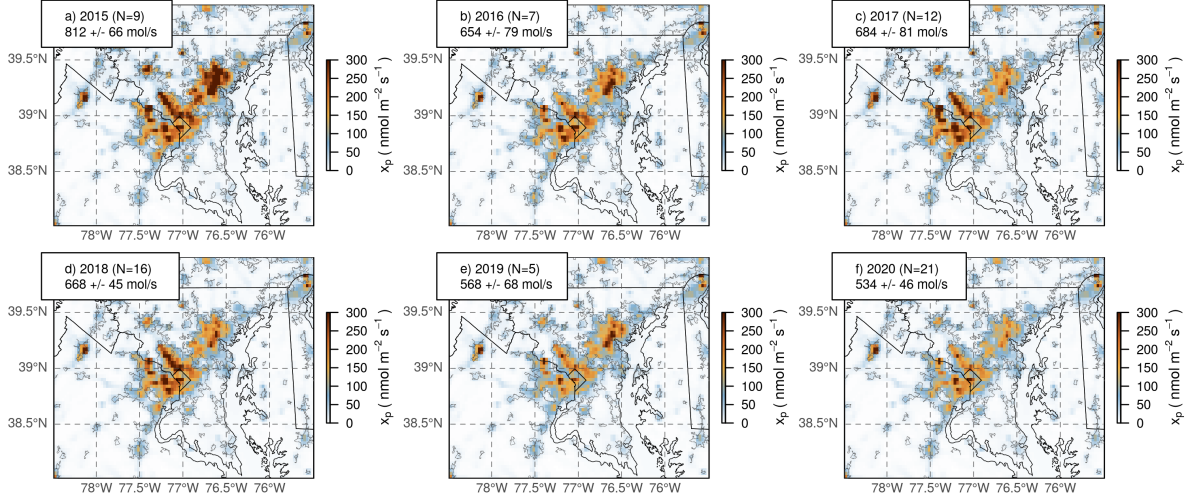 a) 2015 (N=9)
812 +/- 66 mol/s
39.5°N
39°N
38.5°N
78°W 77.5°W 77°W 76.5°W 76°W
300
250
200
150
100
50
0
xₚ ( nmol m⁻² s⁻¹ )
b) 2016 (N=7)
654 +/- 79 mol/s
39.5°N
39°N
38.5°N
78°W 77.5°W 77°W 76.5°W 76°W
300
250
200
150
100
50
0
xₚ ( nmol m⁻² s⁻¹ )
c) 2017 (N=12)
684 +/- 81 mol/s
39.5°N
39°N
38.5°N
78°W 77.5°W 77°W 76.5°W 76°W
300
250
200
150
100
50
0
xₚ ( nmol m⁻² s⁻¹ )
d) 2018 (N=16)
668 +/- 45 mol/s
39.5°N
39°N
38.5°N
78°W 77.5°W 77°W 76.5°W 76°W
300
250
200
150
100
50
0
xₚ ( nmol m⁻² s⁻¹ )
e) 2019 (N=5)
568 +/- 68 mol/s
39.5°N
39°N
38.5°N
78°W 77.5°W 77°W 76.5°W 76°W
300
250
200
150
100
50
0
xₚ ( nmol m⁻² s⁻¹ )
f) 2020 (N=21)
534 +/- 46 mol/s
39.5°N
39°N
38.5°N
78°W 77.5°W 77°W 76.5°W 76°W
300
250
200
150
100
50
0
xₚ ( nmol m⁻² s⁻¹ )